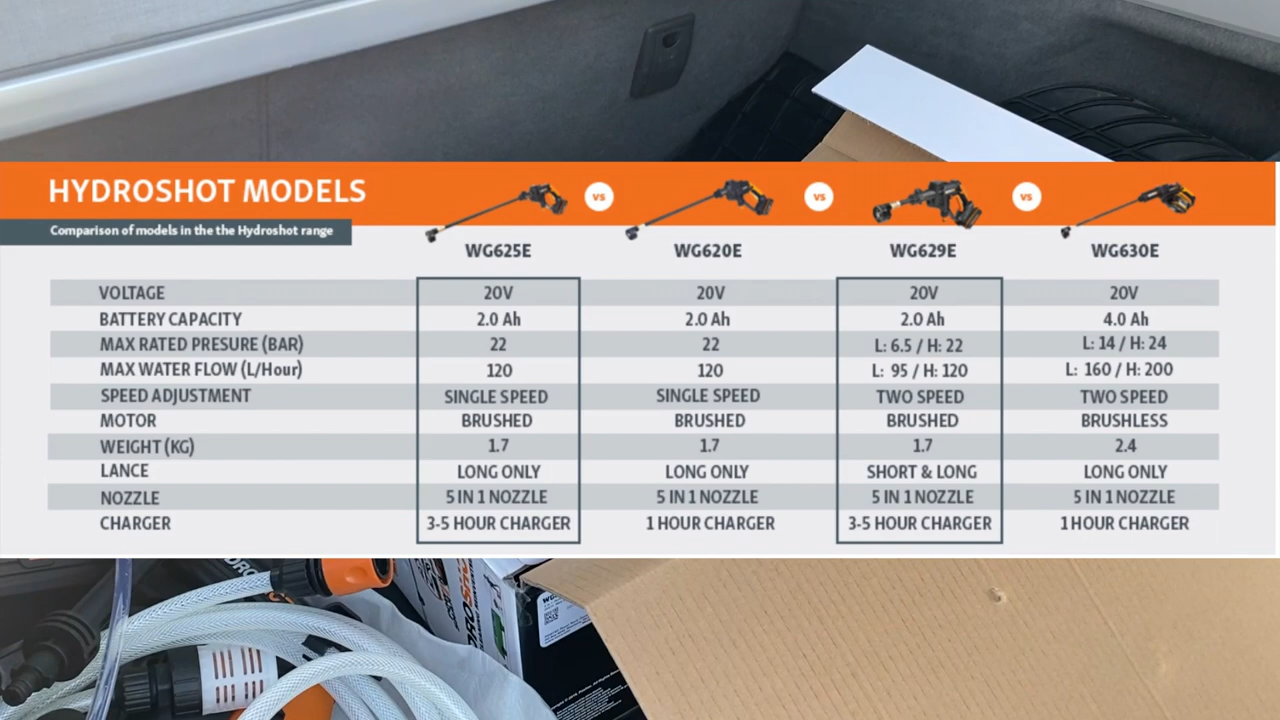 HYDROSHOT MODELS
vs
vs
vs
Comparison of models in the the Hydroshot range
WG625E WG620E WG629E WG630E
VOLTAGE 20V 20V 20V 20V
BATTERY CAPACITY 2.0 Ah 2.0 Ah 2.0 Ah 4.0 Ah
MAX RATED PRESURE (BAR) 22 22 L: 6.5 / H: 22 L: 14 / H: 24
MAX WATER FLOW (L/Hour) 120 120 L: 95 / H: 120 L: 160 / H: 200
SPEED ADJUSTMENT SINGLE SPEED SINGLE SPEED TWO SPEED TWO SPEED
MOTOR BRUSHED BRUSHED BRUSHED BRUSHLESS
WEIGHT (KG) 1.7 1.7 1.7 2.4
LANCE LONG ONLY LONG ONLY SHORT & LONG LONG ONLY
NOZZLE 5 IN 1 NOZZLE 5 IN 1 NOZZLE 5 IN 1 NOZZLE 5 IN 1 NOZZLE
CHARGER 3-5 HOUR CHARGER 1 HOUR CHARGER 3-5 HOUR CHARGER 1 HOUR CHARGER